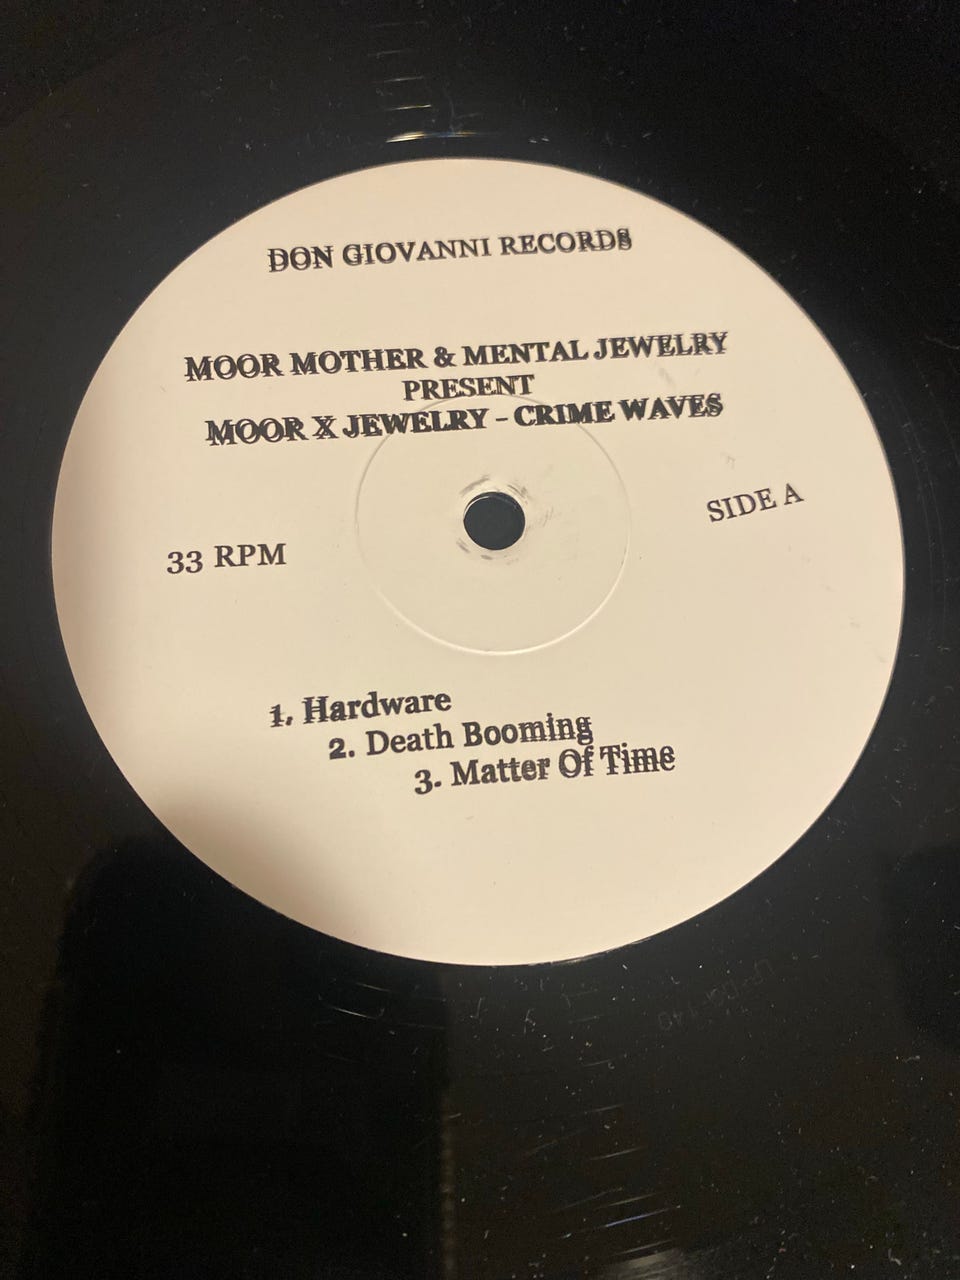 DON GIOVANNI RECORDS
MOOR MOTHER & MENTAL JEWELRY
PRESENT
MOOR X JEWELRY - CRIME WAVES
SIDE A
33 RPM
1. Hardware
2. Death Booming
3. Matter Of Time